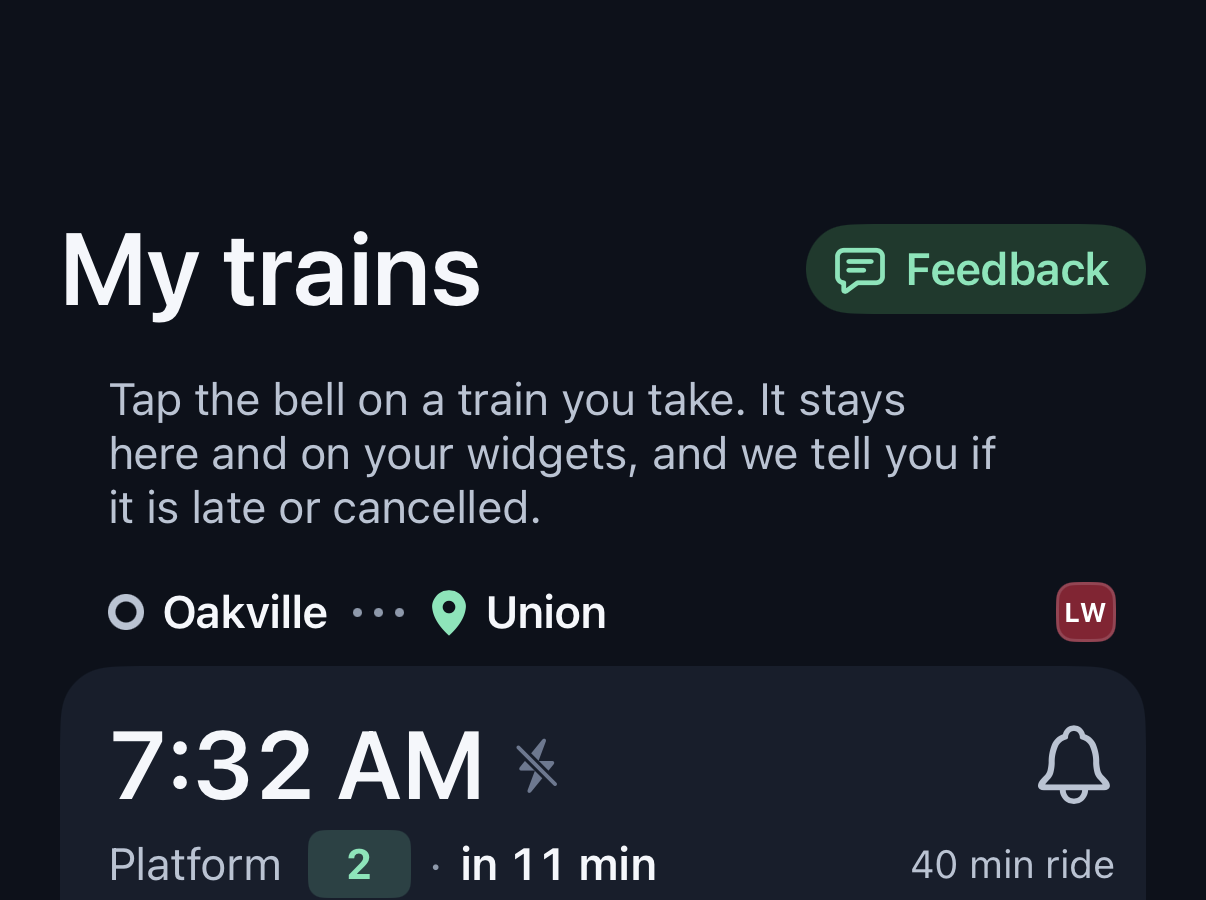 My trains
Feedback
Tap the bell on a train you take. It stays
here and on your widgets, and we tell you if
it is late or cancelled.
Oakville ··· Union
LW
7:32 AM
Platform 2 · in 11 min
40 min ride